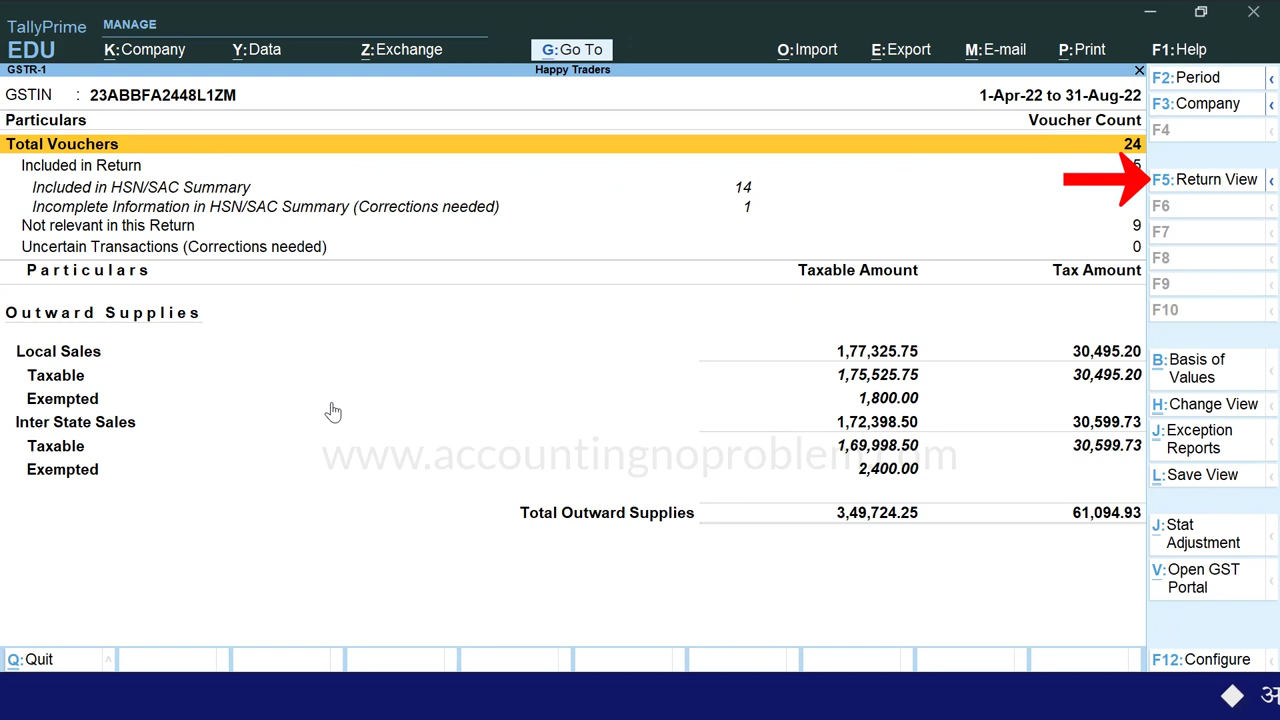 TallyPrime
EDU
MANAGE
K:Company Y:Data Z:Exchange G:Go To O:Import E:Export M:E-mail P:Print F1:Help
GSTR-1 Happy Traders
GSTIN : 23ABBFA2448L1ZM 1-Apr-22 to 31-Aug-22
Particulars Voucher Count
Total Vouchers 24
Included in Return
Included in HSN/SAC Summary 14
Incomplete Information in HSN/SAC Summary (Corrections needed) 1
Not relevant in this Return 9
Uncertain Transactions (Corrections needed) 0
Particulars Taxable Amount Tax Amount
Outward Supplies
Local Sales 1,77,325.75 30,495.20
Taxable 1,75,525.75 30,495.20
Exempted 1,800.00
Inter State Sales 1,72,398.50 30,599.73
Taxable 1,69,998.50 30,599.73
www.accountingnoproblem.com
Exempted 2,400.00
Total Outward Supplies 3,49,724.25 61,094.93
F2:Period
F3:Company
F4
F5:Return View
F6
F7
F8
F9
F10
B:Basis of
Values
H:Change View
J:Exception
Reports
L:Save View
J:Stat
Adjustment
V:Open GST
Portal
Q:Quit F12:Configure